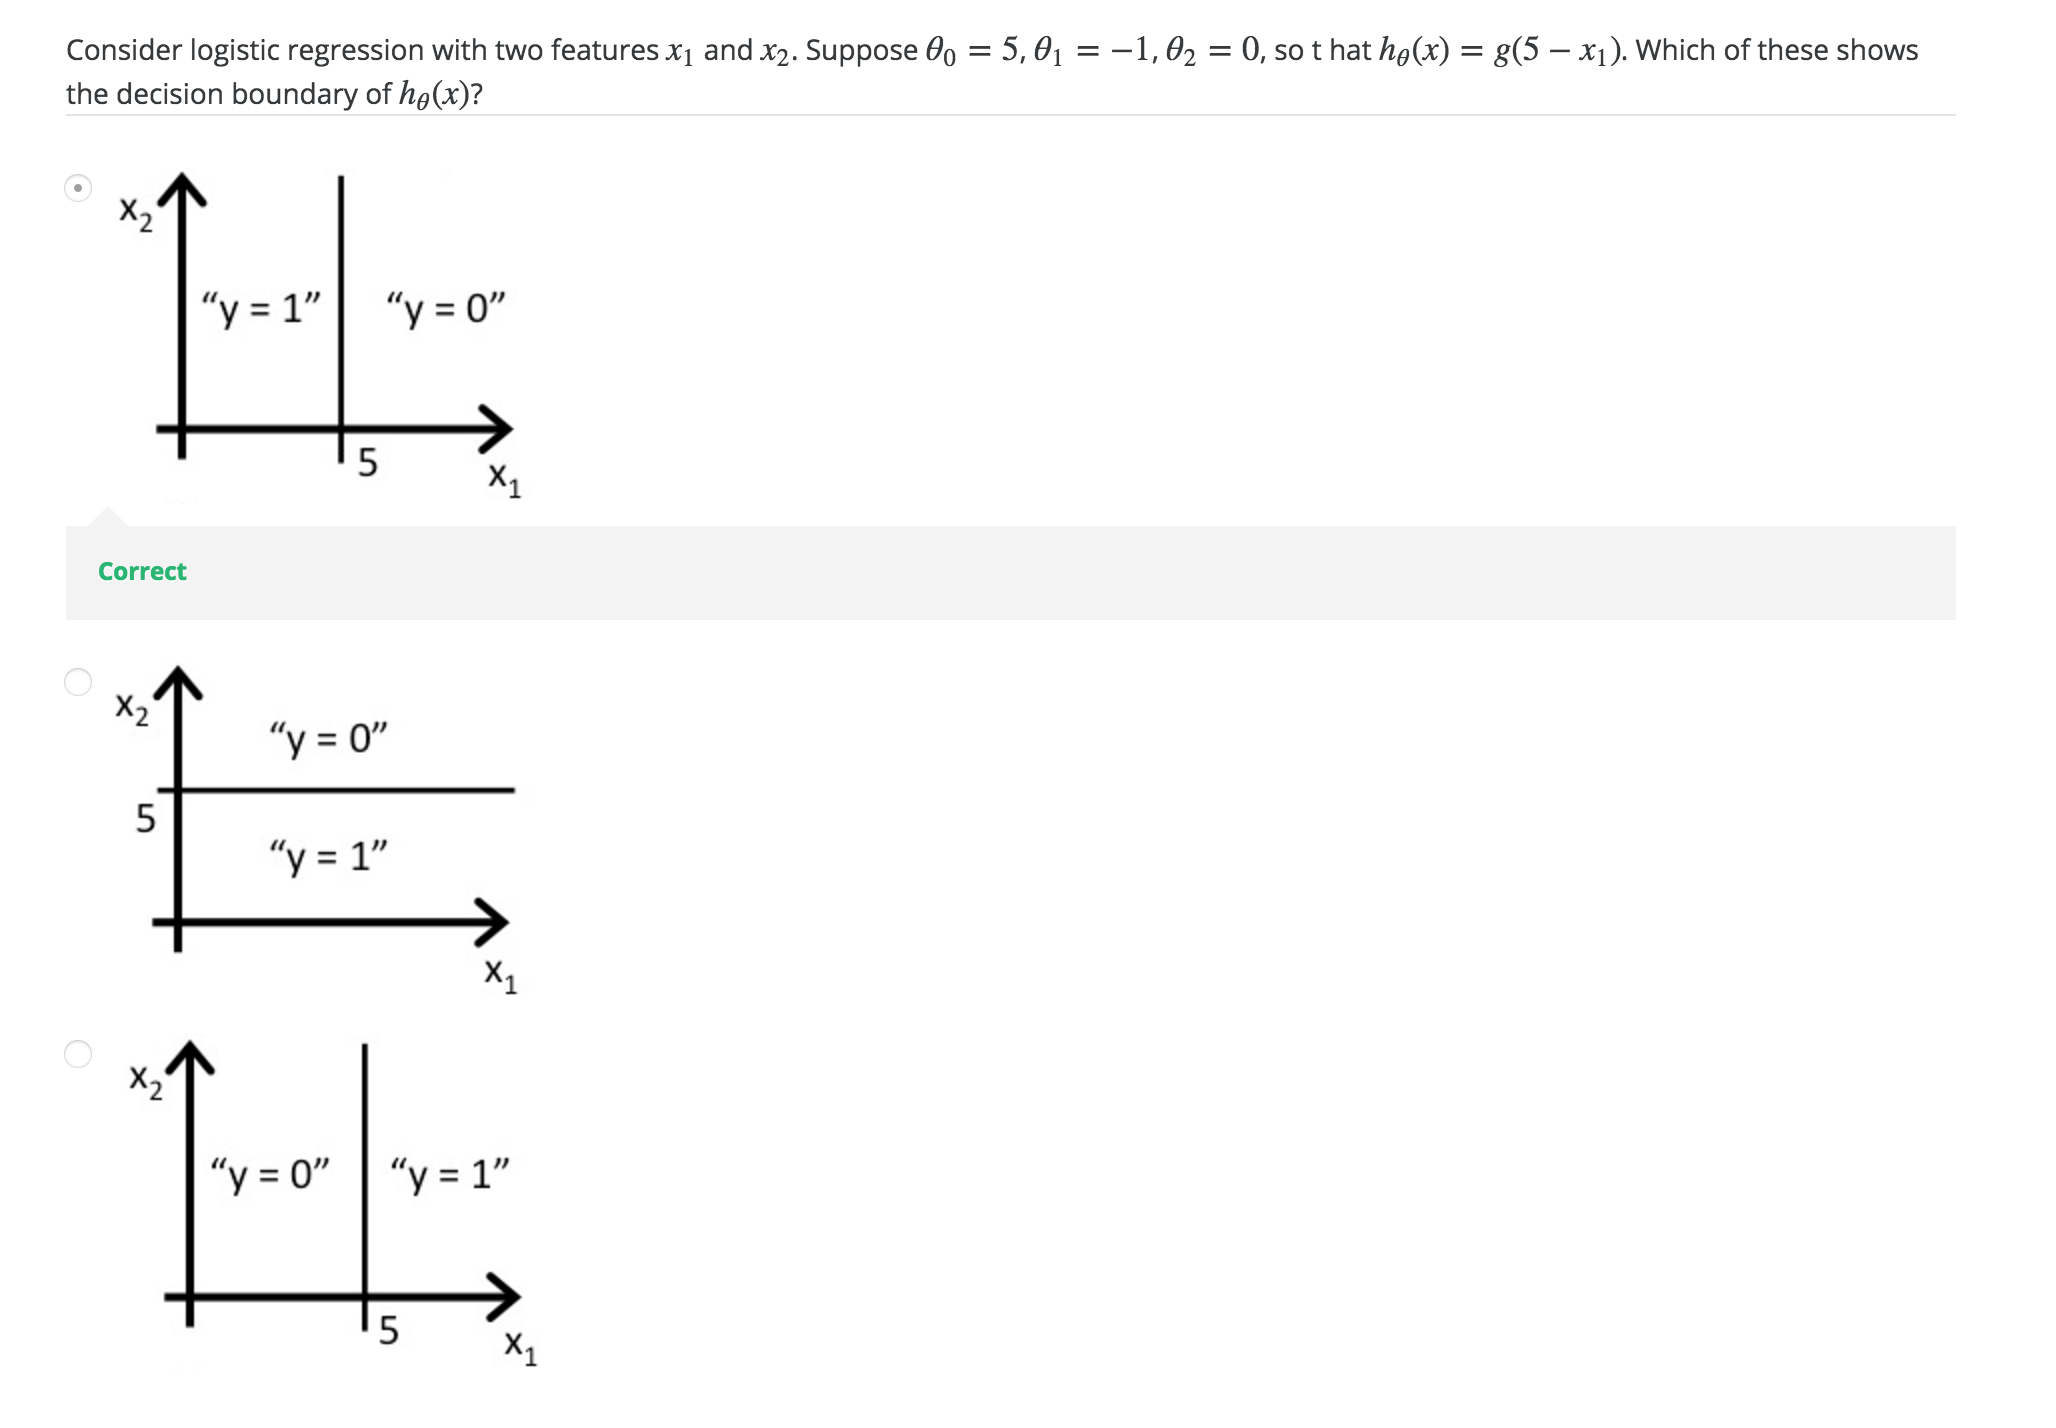 Consider logistic regression with two features x₁ and x₂. Suppose θ₀ = 5, θ₁ = −1, θ₂ = 0, so t hat hθ(x) = g(5 − x₁). Which of these shows
the decision boundary of hθ(x)?
x₂
“y = 1” “y = 0”
5
x₁
Correct
x₂
“y = 0”
5
“y = 1”
x₁
x₂
“y = 0” “y = 1”
5
x₁